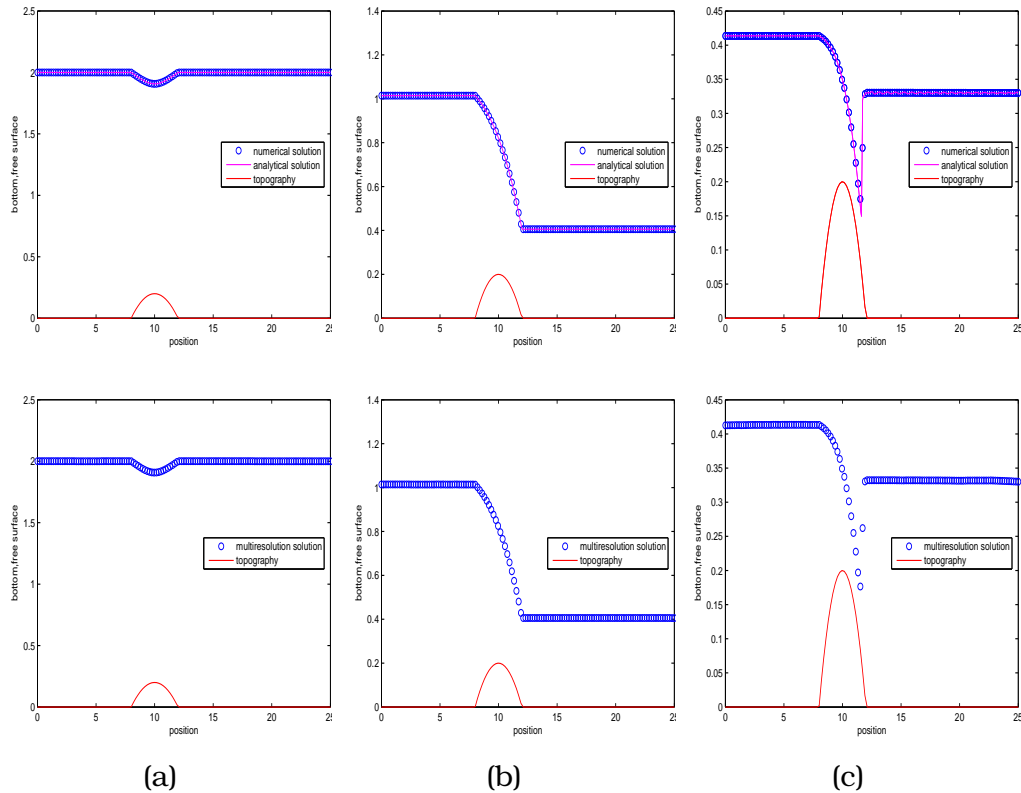 2.5
2
1.5
1
0.5
0
0 5 10 15 20 25
bottom,free surface
position
numerical solution
analytical solution
topography
1.4
1.2
1
0.8
0.6
0.4
0.2
0
0 5 10 15 20 25
bottom,free surface
position
numerical solution
analytical solution
topography
0.45
0.4
0.35
0.3
0.25
0.2
0.15
0.1
0.05
0
0 5 10 15 20 25
bottom,free surface
position
numerical solution
analytical solution
topography
2.5
2
1.5
1
0.5
0
0 5 10 15 20 25
bottom,free surface
position
multiresolution solution
topography
1.4
1.2
1
0.8
0.6
0.4
0.2
0
0 5 10 15 20 25
bottom,free surface
position
multiresolution solution
topography
0.45
0.4
0.35
0.3
0.25
0.2
0.15
0.1
0.05
0
0 5 10 15 20 25
bottom,free surface
position
multiresolution solution
topography
(a) (b) (c)